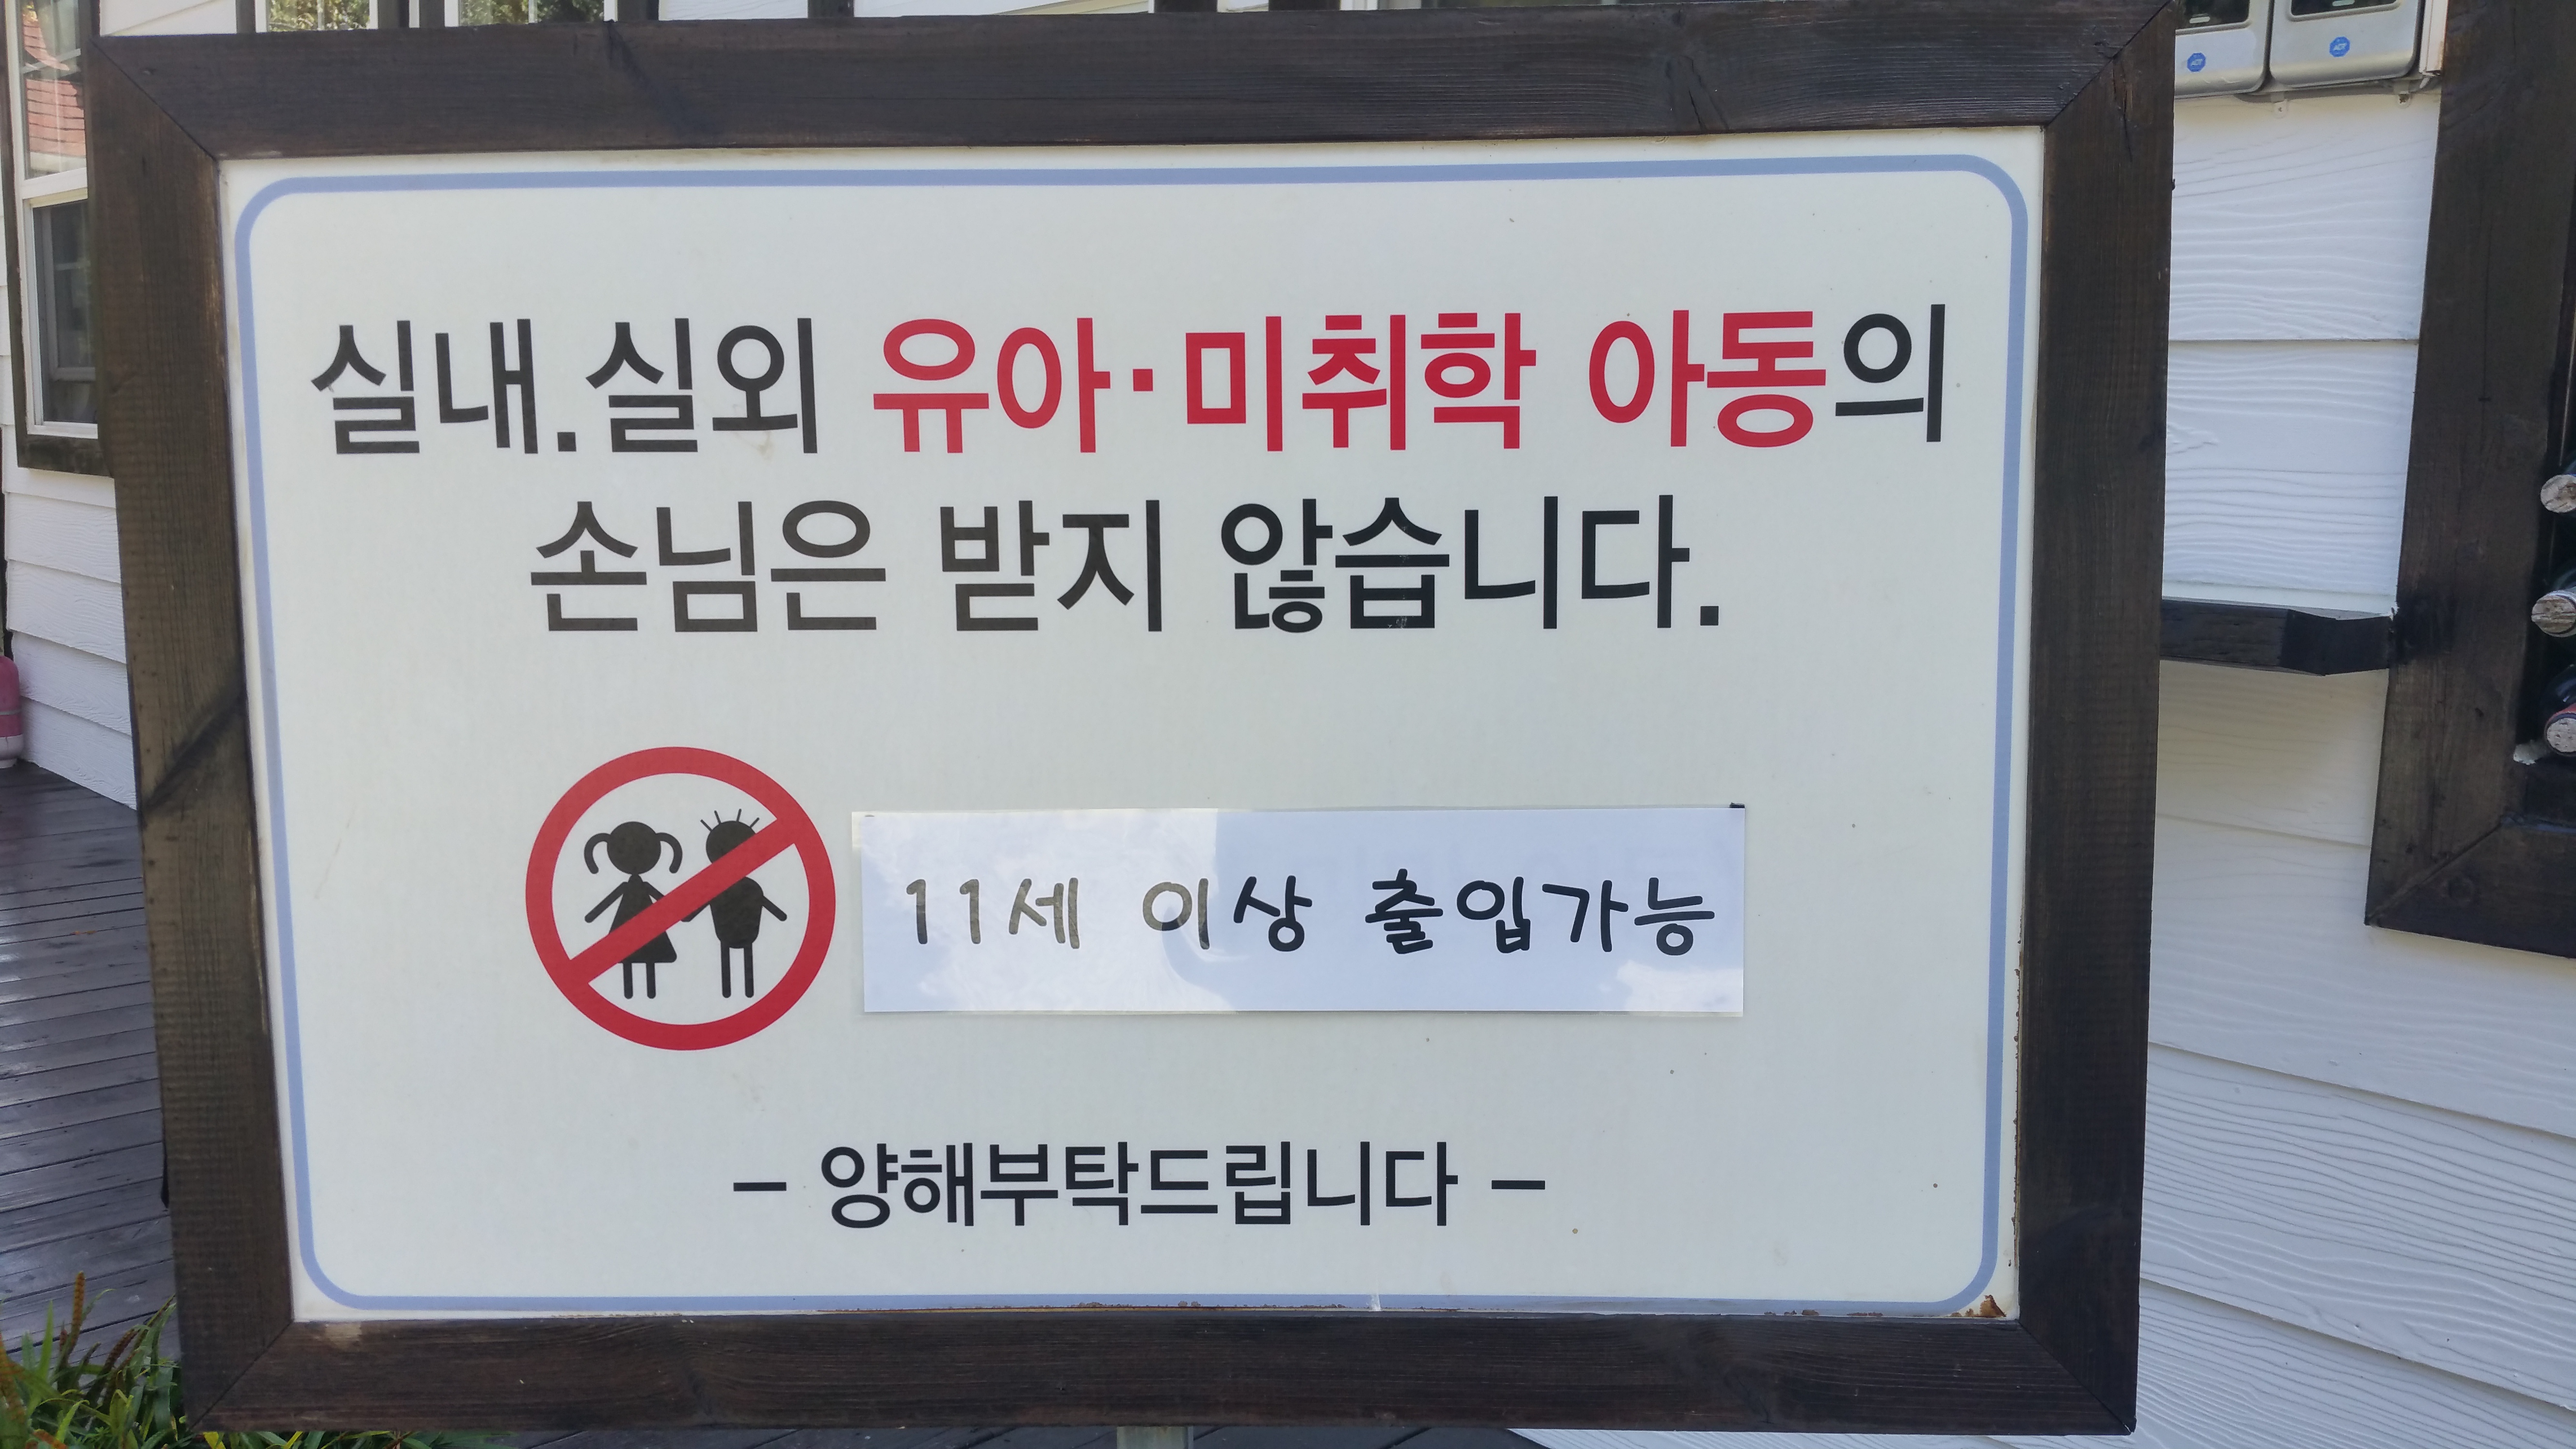 실내.실외 유아·미취학 아동의
손님은 받지 않습니다.
11세 이상 출입가능
– 양해부탁드립니다 –